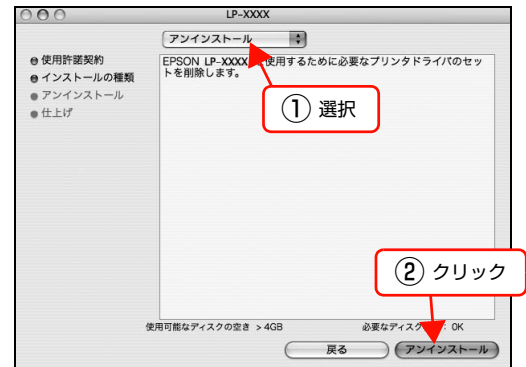 LP-XXXX
アンインストール
使用許諾契約
インストールの種類
アンインストール
仕上げ
EPSON LP-XXXX 使用するために必要なプリンタドライバのセッ
トを削除します。
① 選択
② クリック
使用可能なディスクの空き > 4GB
必要なディスク : OK
戻る
アンインストール